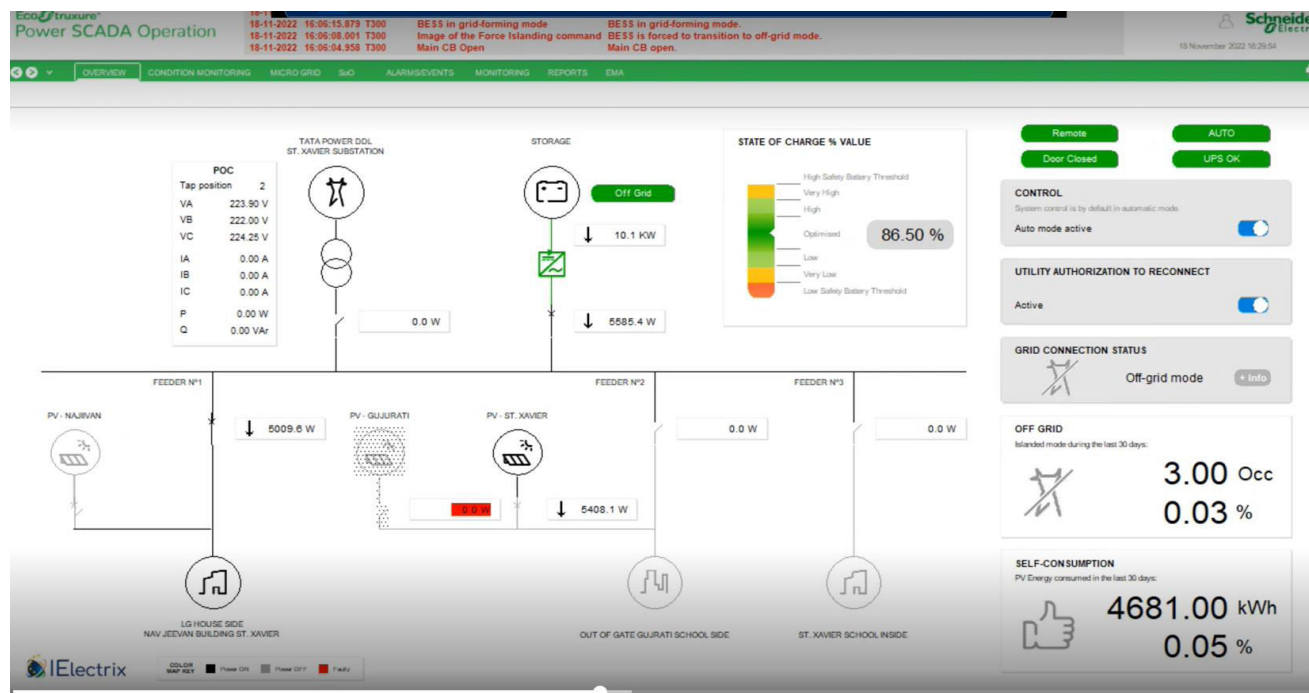 EcoStruxure™
Power SCADA Operation
18-11-2022 16:06:15.879 T300 BESS in grid-forming mode BESS in grid-forming mode.
18-11-2022 16:06:08.001 T300 Image of the Force Islanding command BESS is forced to transition to off-grid mode.
18-11-2022 16:06:04.958 T300 Main CB Open Main CB open.
Schneide
Electr
18 November 2022 16:29:54
OVERVIEW CONDITION MONITORING MICRO GRID SoO ALARMS/EVENTS MONITORING REPORTS EMA
TATA POWER DDL
ST. XAVIER SUBSTATION
STORAGE
POC
Tap position 2
VA 223.90 V
VB 222.00 V
VC 224.25 V
IA 0.00 A
IB 0.00 A
IC 0.00 A
P 0.00 W
Q 0.00 VAr
Off Grid
10.1 KW
0.0 W
5585.4 W
STATE OF CHARGE % VALUE
High Safety Battery Threshold
Very High
High
Optimised
86.50 %
Low
Very Low
Low Safety Battery Threshold
Remote
AUTO
Door Closed
UPS OK
CONTROL
System control is by default in automatic mode.
Auto mode active
UTILITY AUTHORIZATION TO RECONNECT
Active
GRID CONNECTION STATUS
Off-grid mode
+ Info
FEEDER Nº1
FEEDER Nº2
FEEDER Nº3
PV - NAJIVAN
PV - GUJURATI
PV - ST. XAVIER
5009.6 W
0.0 W
0.0 W
0.0 W
5408.1 W
OFF GRID
Islanded mode during the last 30 days:
3.00 Occ
0.03 %
SELF-CONSUMPTION
PV Energy consumed in the last 30 days:
4681.00 kWh
0.05 %
LG HOUSE SIDE
NAV JEEVAN BUILDING ST. XAVIER
OUT OF GATE GUJRATI SCHOOL SIDE
ST. XAVIER SCHOOL INSIDE
IElectrix
COLOR
MAP KEY
Power ON
Power OFF
Faulty